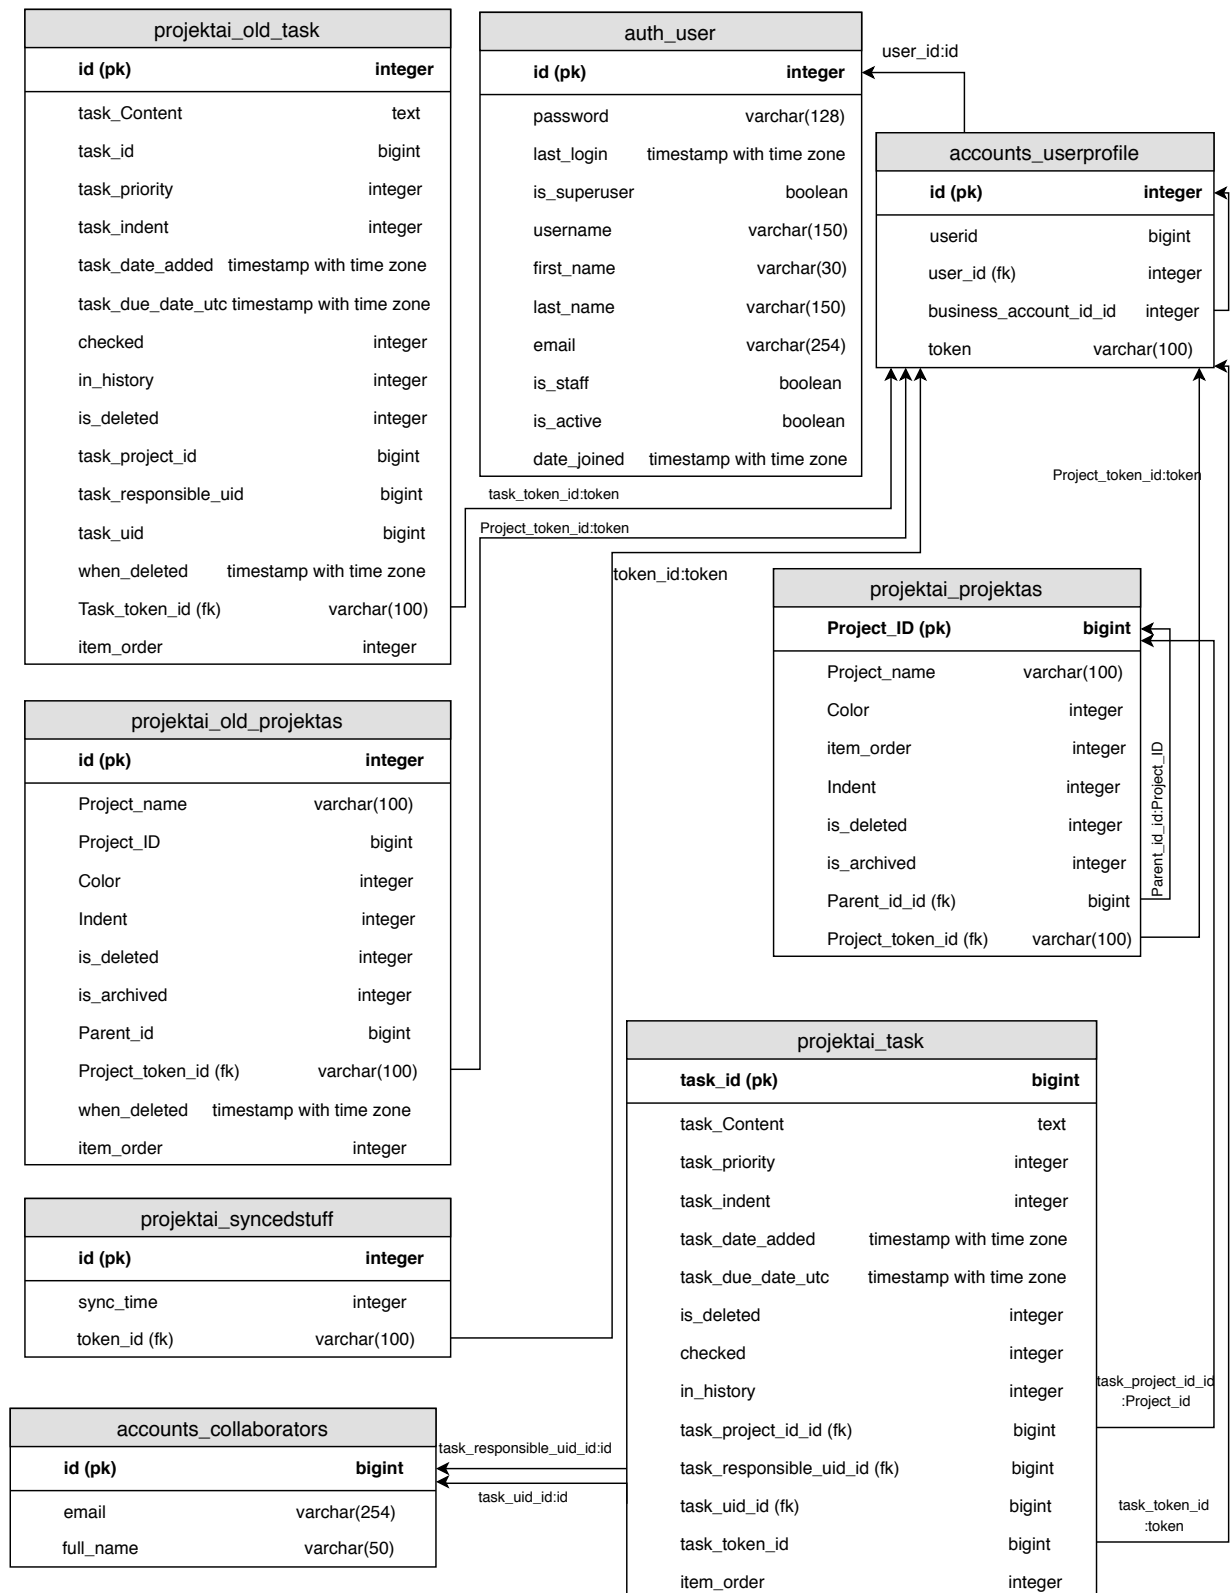 projektai_old_task
id (pk) integer
task_Content text
task_id bigint
task_priority integer
task_indent integer
task_date_added timestamp with time zone
task_due_date_utc timestamp with time zone
checked integer
in_history integer
is_deleted integer
task_project_id bigint
task_responsible_uid bigint
task_uid bigint
when_deleted timestamp with time zone
Task_token_id (fk) varchar(100)
item_order integer
auth_user
id (pk) integer
password varchar(128)
last_login timestamp with time zone
is_superuser boolean
username varchar(150)
first_name varchar(30)
last_name varchar(150)
email varchar(254)
is_staff boolean
is_active boolean
date_joined timestamp with time zone
user_id:id
accounts_userprofile
id (pk) integer
userid bigint
user_id (fk) integer
business_account_id_id integer
token varchar(100)
task_token_id:token
Project_token_id:token
token_id:token
Project_token_id:token
projektai_projektas
Project_ID (pk) bigint
Project_name varchar(100)
Color integer
item_order integer
Indent integer
is_deleted integer
is_archived integer
Parent_id_id (fk) bigint
Project_token_id (fk) varchar(100)
Parent_id_id:Project_ID
projektai_old_projektas
id (pk) integer
Project_name varchar(100)
Project_ID bigint
Color integer
Indent integer
is_deleted integer
is_archived integer
Parent_id bigint
Project_token_id (fk) varchar(100)
when_deleted timestamp with time zone
item_order integer
projektai_syncedstuff
id (pk) integer
sync_time integer
token_id (fk) varchar(100)
accounts_collaborators
id (pk) bigint
email varchar(254)
full_name varchar(50)
task_responsible_uid_id:id
task_uid_id:id
projektai_task
task_id (pk) bigint
task_Content text
task_priority integer
task_indent integer
task_date_added timestamp with time zone
task_due_date_utc timestamp with time zone
is_deleted integer
checked integer
in_history integer
task_project_id_id (fk) bigint
task_responsible_uid_id (fk) bigint
task_uid_id (fk) bigint
task_token_id bigint
item_order integer
task_project_id_id
:Project_id
task_token_id
:token